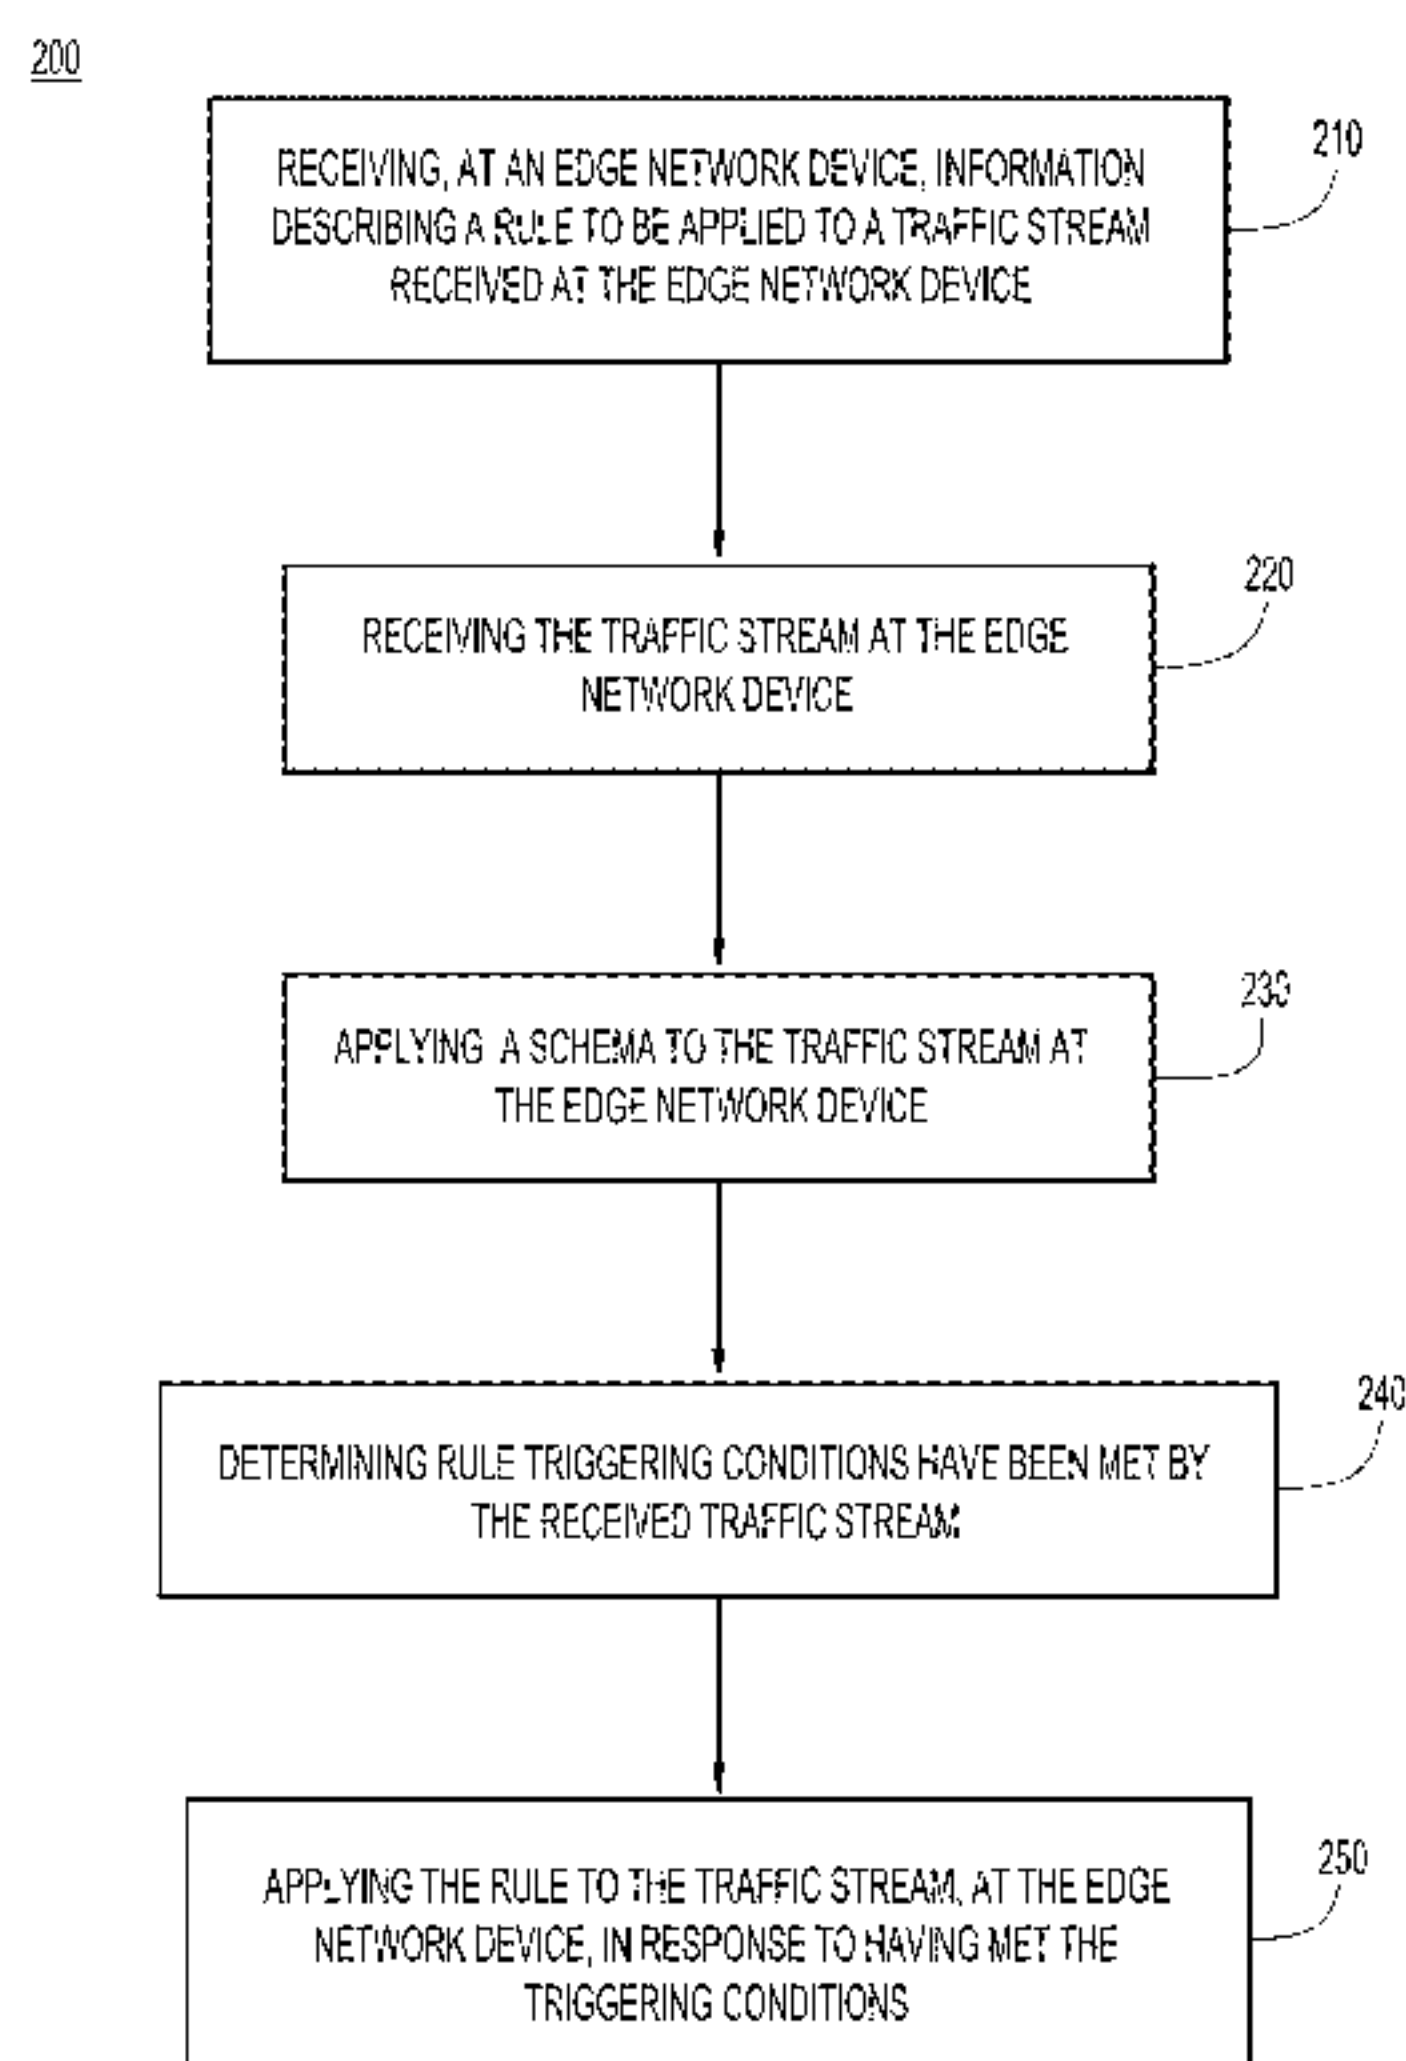 200
RECEIVING, AT AN EDGE NETWORK DEVICE, INFORMATION
DESCRIBING A RULE TO BE APPLIED TO A TRAFFIC STREAM
RECEIVED AT THE EDGE NETWORK DEVICE
210
RECEIVING THE TRAFFIC STREAM AT THE EDGE
NETWORK DEVICE
220
APPLYING A SCHEMA TO THE TRAFFIC STREAM AT
THE EDGE NETWORK DEVICE
230
DETERMINING RULE TRIGGERING CONDITIONS HAVE BEEN MET BY
THE RECEIVED TRAFFIC STREAM
240
APPLYING THE RULE TO THE TRAFFIC STREAM, AT THE EDGE
NETWORK DEVICE, IN RESPONSE TO HAVING MET THE
TRIGGERING CONDITIONS
250